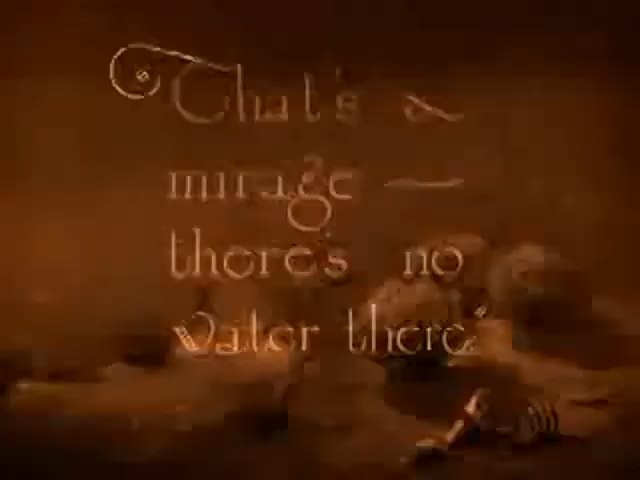 "That's a
mirage —
there's no
water there"